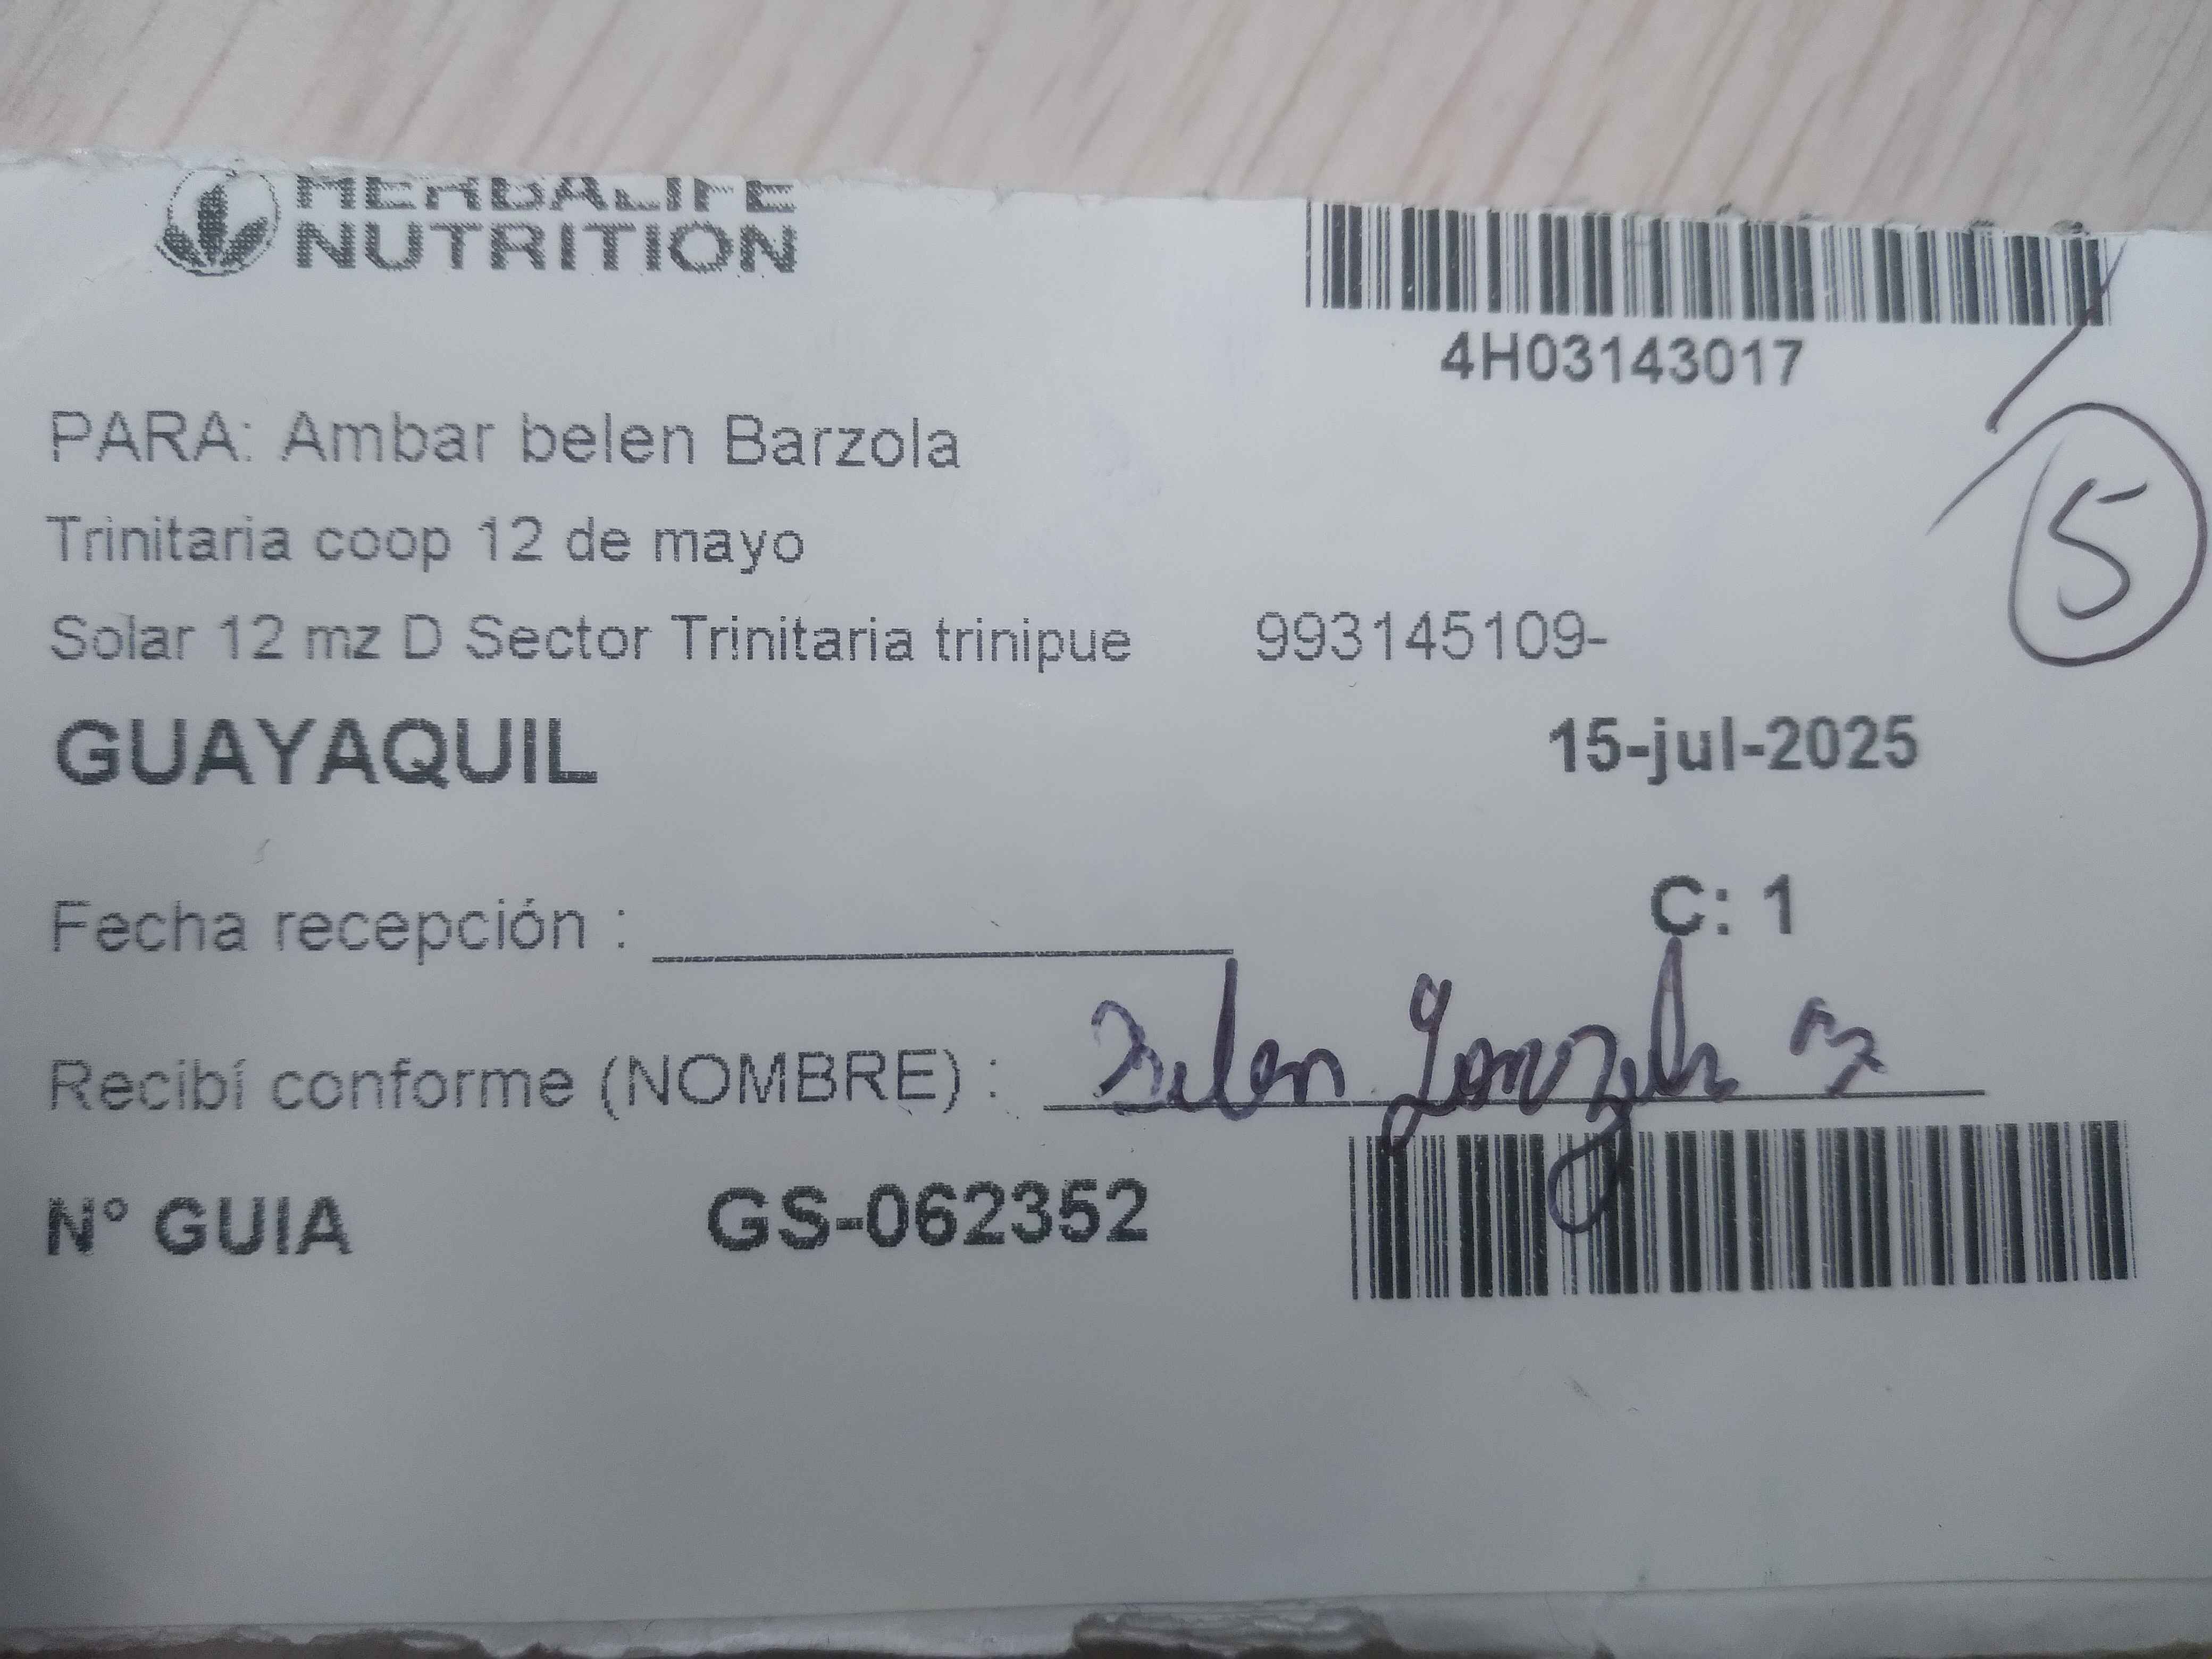 HERBALIFE
NUTRITION
4H03143017
PARA: Ambar belen Barzola
5
Trinitaria coop 12 de mayo
Solar 12 mz D Sector Trinitaria trinipue 993145109-
GUAYAQUIL 15-jul-2025
C: 1
Fecha recepción :
Recibí conforme (NOMBRE) : Belen
N° GUIA GS-062352